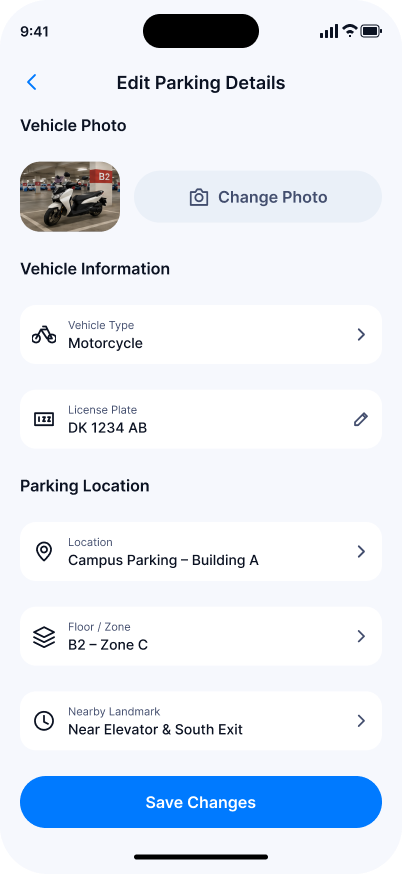 9:41
Edit Parking Details
Vehicle Photo
B2
Change Photo
Vehicle Information
Vehicle Type
Motorcycle
License Plate
DK 1234 AB
Parking Location
Location
Campus Parking – Building A
Floor / Zone
B2 – Zone C
Nearby Landmark
Near Elevator & South Exit
Save Changes